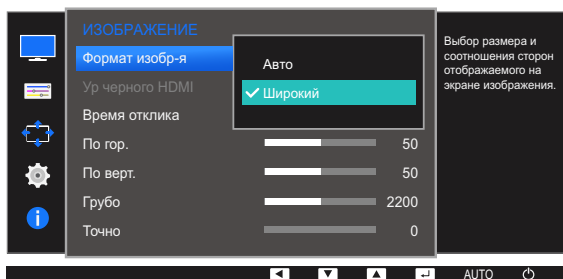 ИЗОБРАЖЕНИЕ
Формат изобр-я
Авто
Ур черного HDMI
Широкий
Время отклика
По гор. 50
По верт. 50
Грубо 2200
Точно 0
Выбор размера и
соотношения сторон
отображаемого на
экране изображения.
AUTO